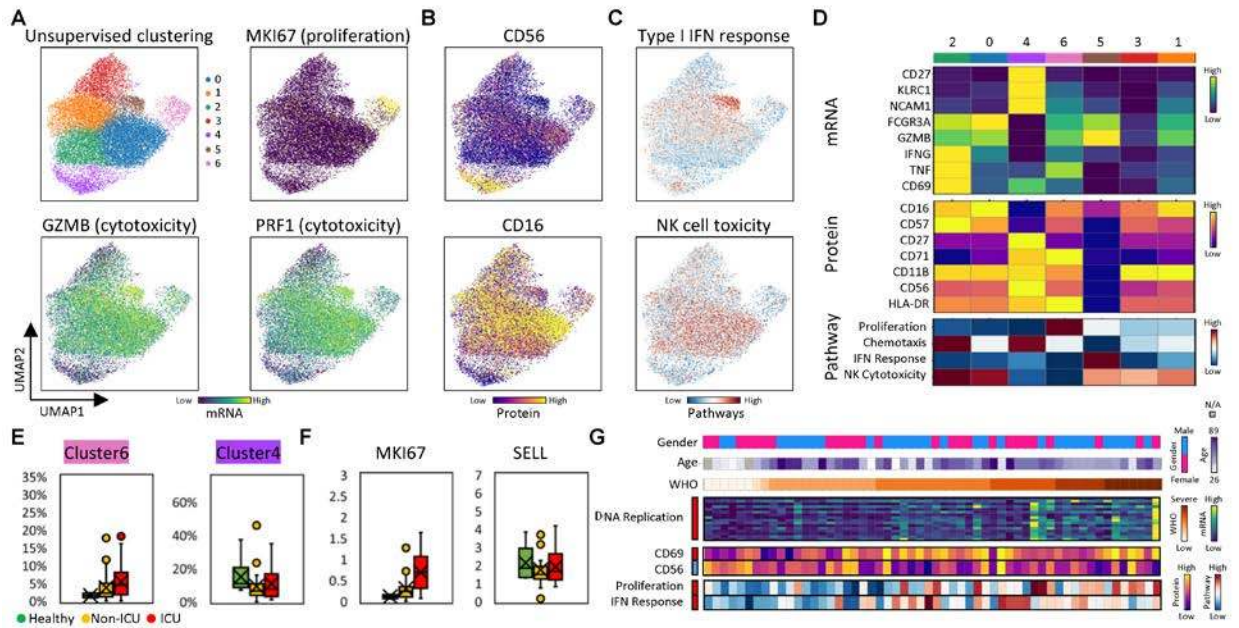 A
Unsupervised clustering
0
1
2
3
4
5
6
MKI67 (proliferation)
GZMB (cytotoxicity)
PRF1 (cytotoxicity)
UMAP2
UMAP1
Low High
mRNA
B
CD56
CD16
Low High
Protein
C
Type I IFN response
NK cell toxicity
Low High
Pathways
D
2 0 4 6 5 3 1
mRNA
CD27
KLRC1
NCAM1
FCGR3A
GZMB
IFNG
TNF
CD69
High
Low
Protein
CD16
CD57
CD27
CD71
CD11B
CD56
HLA-DR
High
Low
Pathway
Proliferation
Chemotaxis
IFN Response
NK Cytotoxicity
High
Low
E
Cluster6
35%
30%
25%
20%
15%
10%
5%
0%
Cluster4
60%
40%
20%
0%
Healthy Non-ICU ICU
F
MKI67
3
2.5
2
1.5
1
0.5
0
SELL
7
6
5
4
3
2
1
0
G
Gender
Age
WHO
DNA Replication
CD69
CD56
Proliferation
IFN Response
Male
Gender
Female
N/A
89
Age
26
Severe
WHO
Low
High
mRNA
Low
High
Protein
Low
High
Pathway
Low